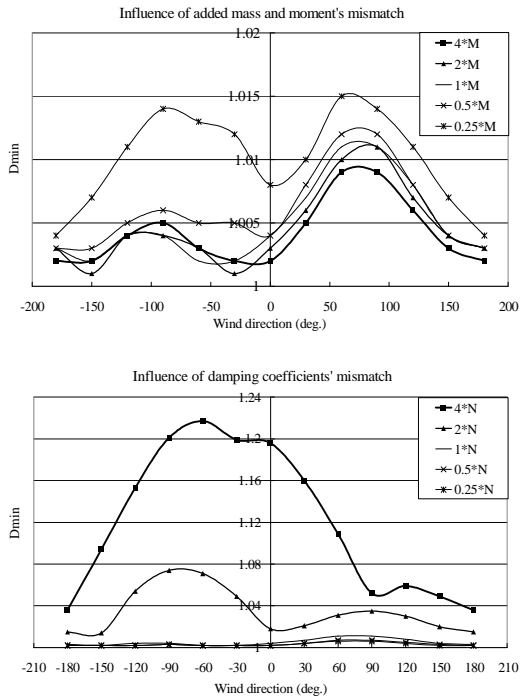 Influence of added mass and moment's mismatch
1.02
1.015
1.01
1.005
1
Dmin
-200 -150 -100 -50 0 50 100 150 200
Wind direction (deg.)
4*M
2*M
1*M
0.5*M
0.25*M
Influence of damping coefficients' mismatch
1.24
1.2
1.16
1.12
1.08
1.04
1
Dmin
-210 -180 -150 -120 -90 -60 -30 0 30 60 90 120 150 180 210
Wind direction (deg.)
4*N
2*N
1*N
0.5*N
0.25*N